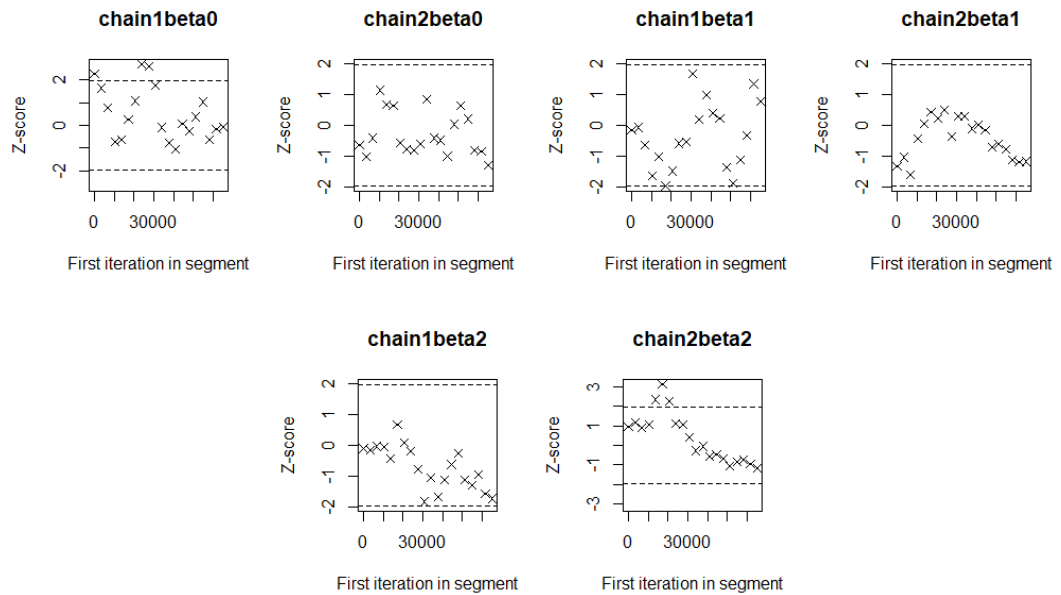 chain1beta0
chain2beta0
chain1beta1
chain2beta1
Z-score
2
0
-2
0 30000
First iteration in segment
Z-score
2
1
0
-1
-2
0 30000
First iteration in segment
Z-score
2
1
0
-1
-2
0 30000
First iteration in segment
Z-score
2
1
0
-1
-2
0 30000
First iteration in segment
chain1beta2
chain2beta2
Z-score
2
1
0
-1
-2
0 30000
First iteration in segment
Z-score
3
1
-1
-3
0 30000
First iteration in segment